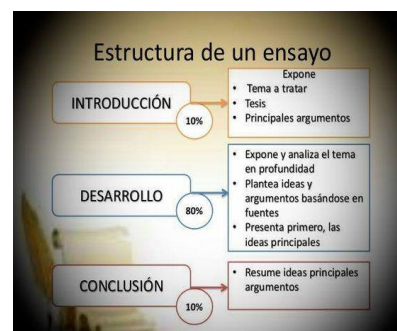 Estructura de un ensayo
INTRODUCCIÓN
10%
Expone
• Tema a tratar
• Tesis
• Principales argumentos
DESARROLLO
80%
• Expone y analiza el tema
en profundidad
• Plantea ideas y
argumentos basándose en
fuentes
• Presenta primero, las
ideas principales
CONCLUSIÓN
10%
• Resume ideas principales
argumentos